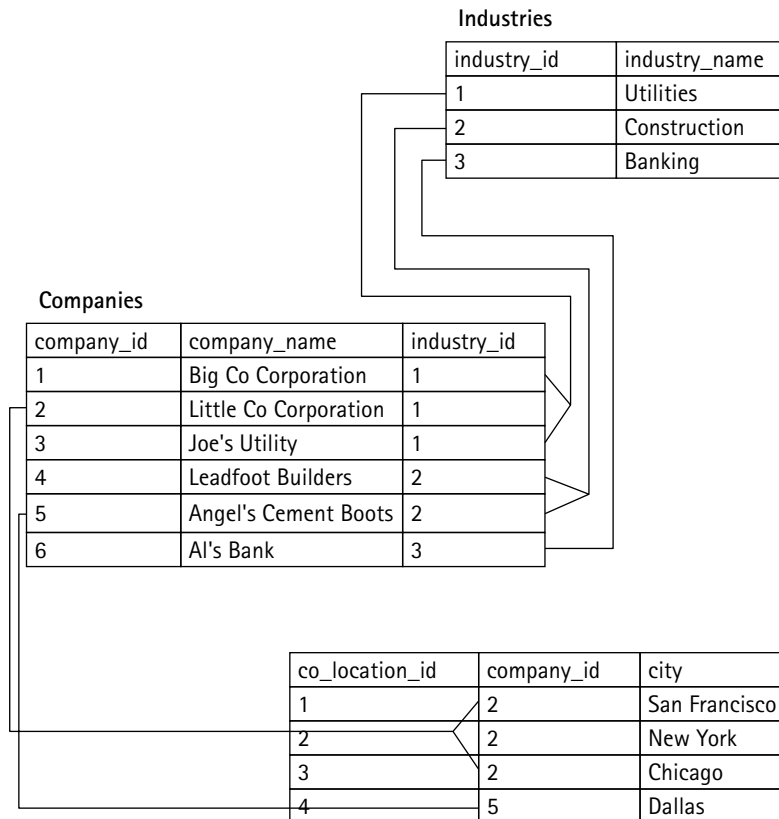 Industries
industry_id industry_name
1 Utilities
2 Construction
3 Banking
Companies
company_id company_name industry_id
1 Big Co Corporation 1
2 Little Co Corporation 1
3 Joe's Utility 1
4 Leadfoot Builders 2
5 Angel's Cement Boots 2
6 Al's Bank 3
co_location_id company_id city
1 2 San Francisco
2 2 New York
3 2 Chicago
4 5 Dallas